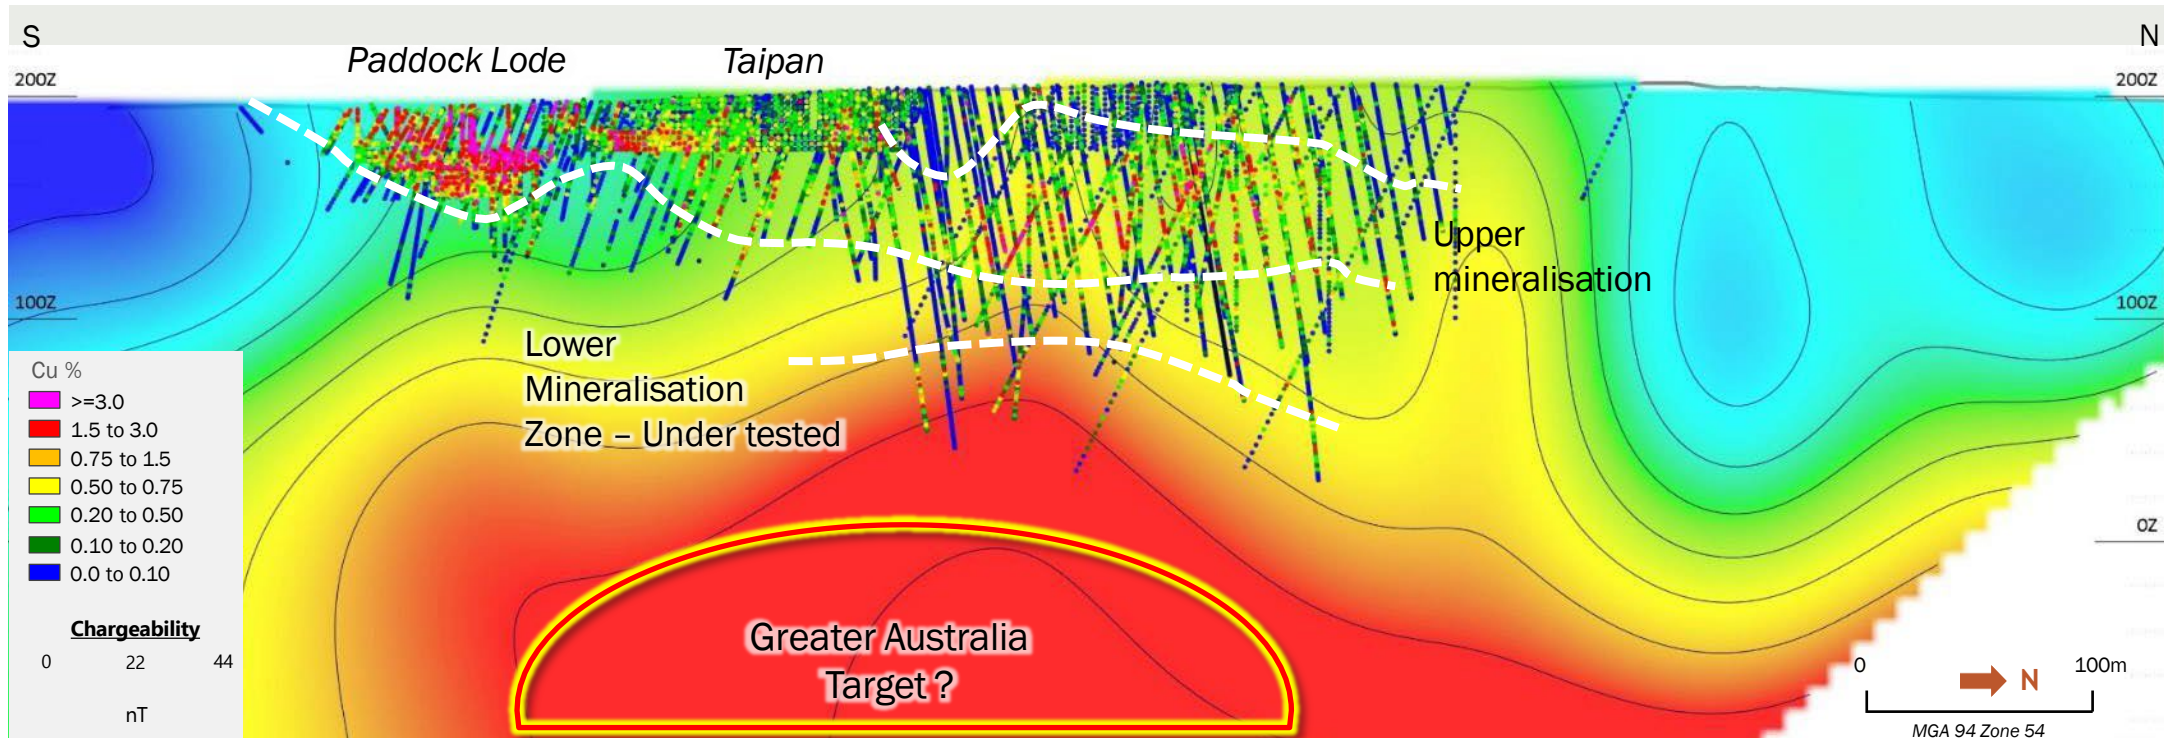 S
N
Paddock Lode
Taipan
200Z
200Z
Upper
mineralisation
100Z
100Z
Lower
Mineralisation
Zone – Under tested
Cu %
>=3.0
1.5 to 3.0
0.75 to 1.5
0.50 to 0.75
0.20 to 0.50
0.10 to 0.20
0.0 to 0.10
0Z
Chargeability
0 22 44
nT
Greater Australia
Target ?
0 100m
N
MGA 94 Zone 54